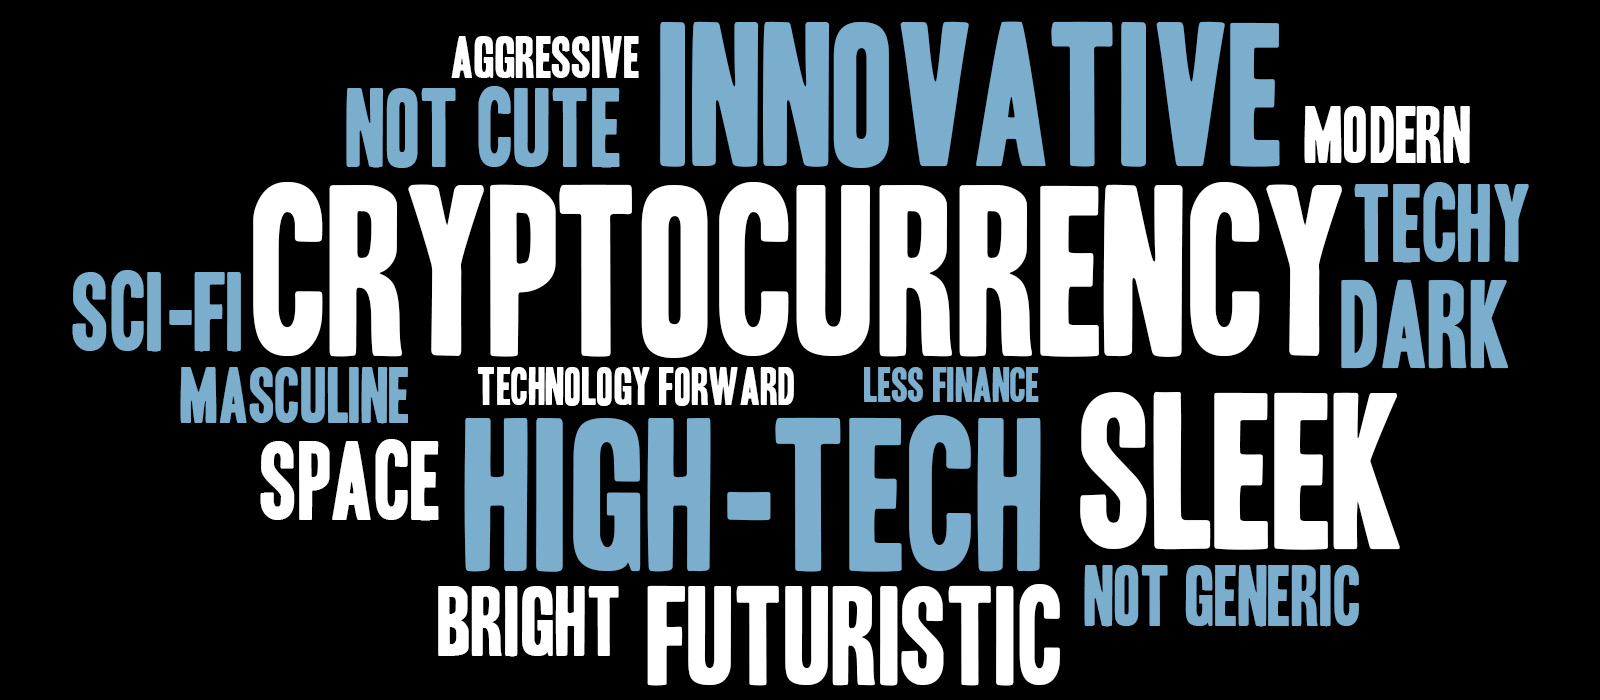 AGGRESSIVE
INNOVATIVE
NOT CUTE
MODERN
CRYPTOCURRENCY
TECHY
SCI-FI
DARK
MASCULINE
TECHNOLOGY FORWARD
LESS FINANCE
SLEEK
SPACE
HIGH-TECH
BRIGHT
FUTURISTIC
NOT GENERIC